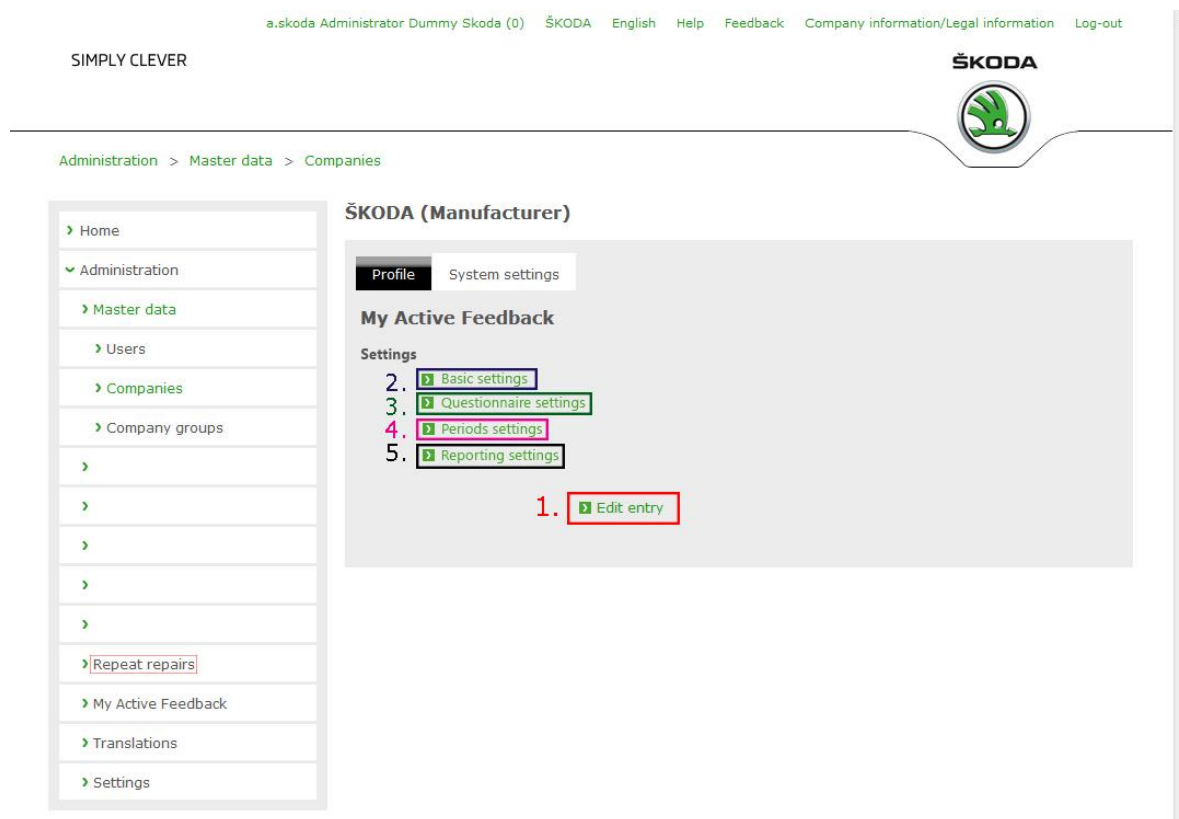 a.skoda Administrator Dummy Skoda (0) ŠKODA English Help Feedback Company information/Legal information Log-out
SIMPLY CLEVER
ŠKODA
Administration > Master data > Companies
Home
Administration
Master data
Users
Companies
Company groups
Repeat repairs
My Active Feedback
Translations
Settings
ŠKODA (Manufacturer)
Profile System settings
My Active Feedback
Settings
2. Basic settings
3. Questionnaire settings
4. Periods settings
5. Reporting settings
1. Edit entry